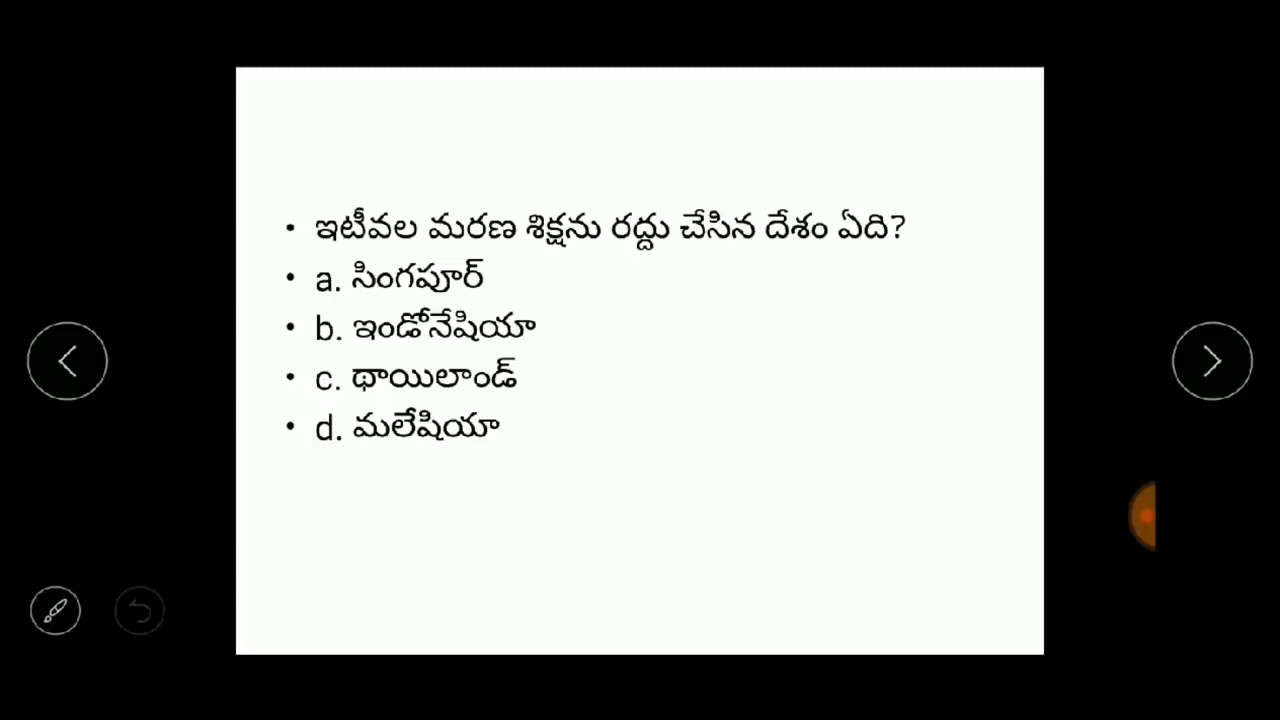 • ఇటీవల మరణ శిక్షను రద్దు చేసిన దేశం ఏది?
• a. సింగపూర్
• b. ఇండోనేషియా
• c. థాయిలాండ్
• d. మలేషియా